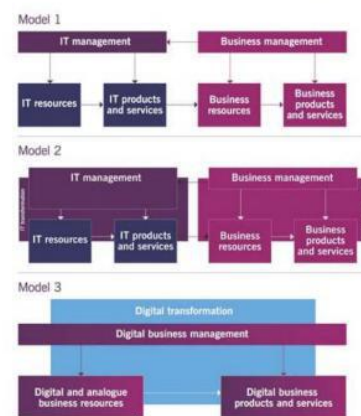 Model 1
IT management
Business management
IT resources
IT products
and services
Business
resources
Business
products
and services
Model 2
IT transformation
IT management
Business management
IT resources
IT products
and services
Business
resources
Business
products
and services
Model 3
Digital transformation
Digital business management
Digital and analogue
business resources
Digital business
products and services